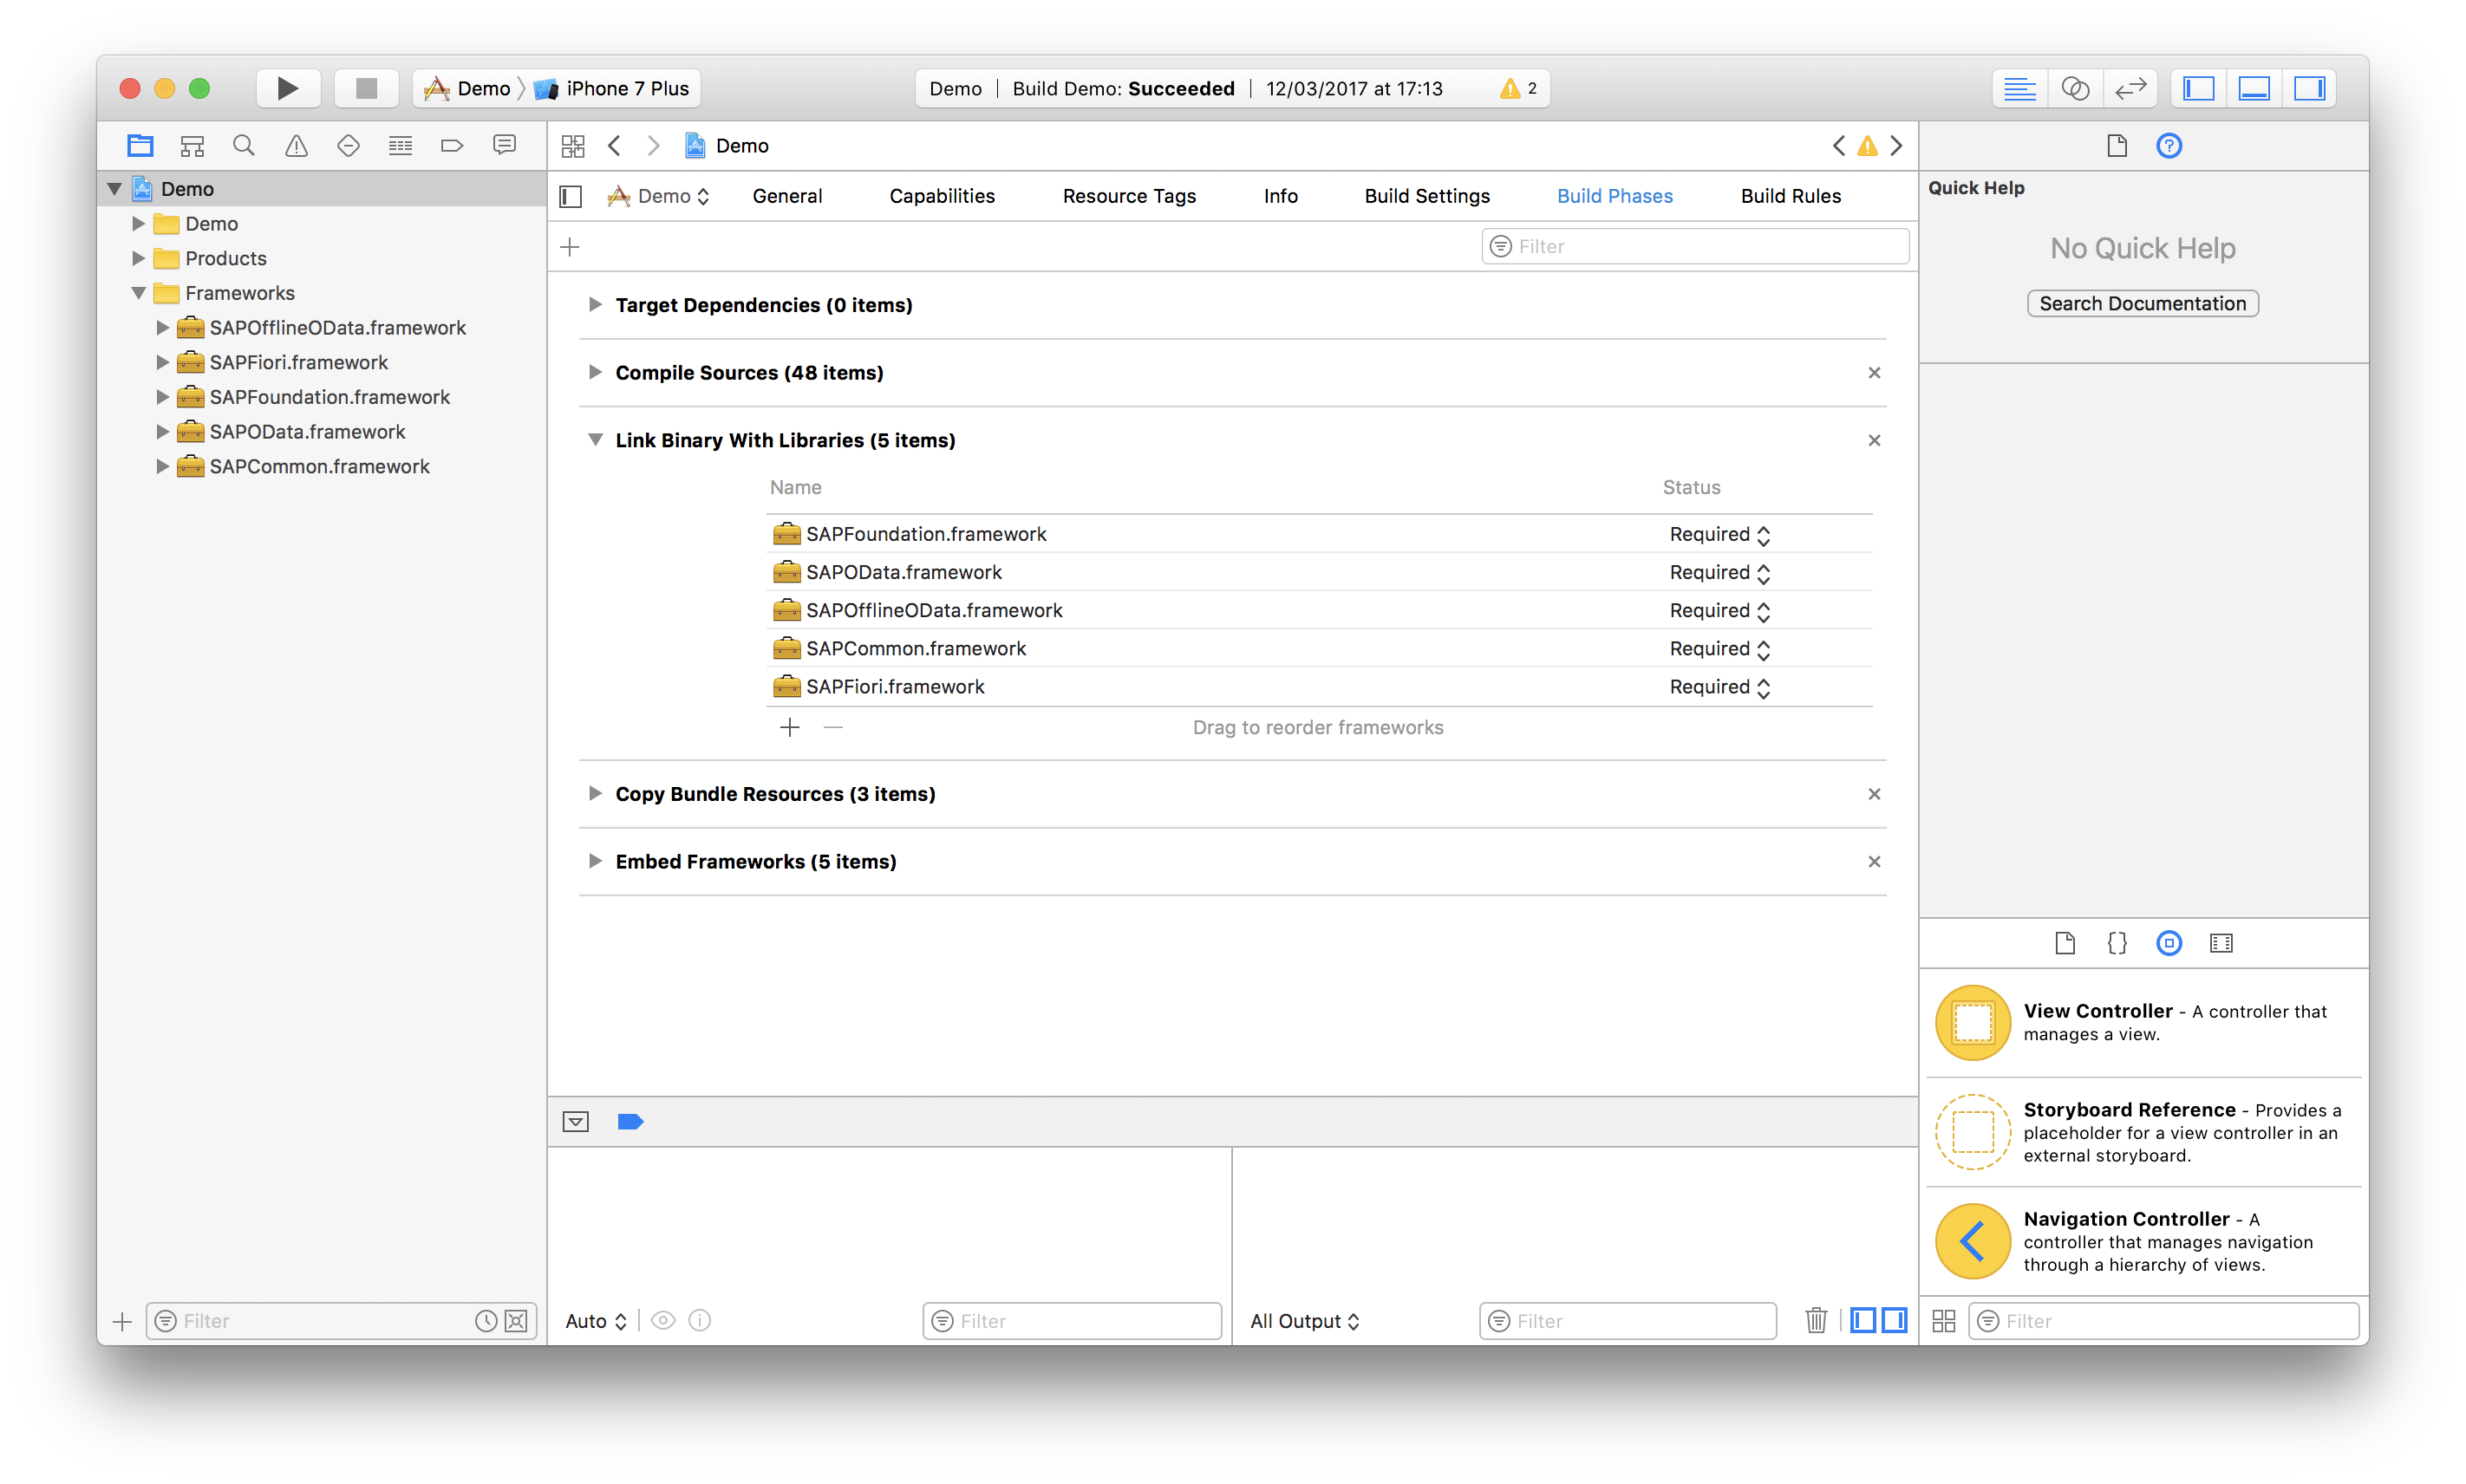 Demo iPhone 7 Plus
Demo | Build Demo: Succeeded | 12/03/2017 at 17:13 2
Demo
Demo
Demo
Products
Frameworks
SAPOfflineOData.framework
SAPFiori.framework
SAPFoundation.framework
SAPOData.framework
SAPCommon.framework
Filter
Demo General Capabilities Resource Tags Info Build Settings Build Phases Build Rules
Filter
Target Dependencies (0 items)
Compile Sources (48 items)
Link Binary With Libraries (5 items)
Name Status
SAPFoundation.framework Required
SAPOData.framework Required
SAPOfflineOData.framework Required
SAPCommon.framework Required
SAPFiori.framework Required
Drag to reorder frameworks
Copy Bundle Resources (3 items)
Embed Frameworks (5 items)
Auto Filter
All Output Filter
Quick Help
No Quick Help
Search Documentation
View Controller - A controller that
manages a view.
Storyboard Reference - Provides a
placeholder for a view controller in an
external storyboard.
Navigation Controller - A
controller that manages navigation
through a hierarchy of views.
Filter